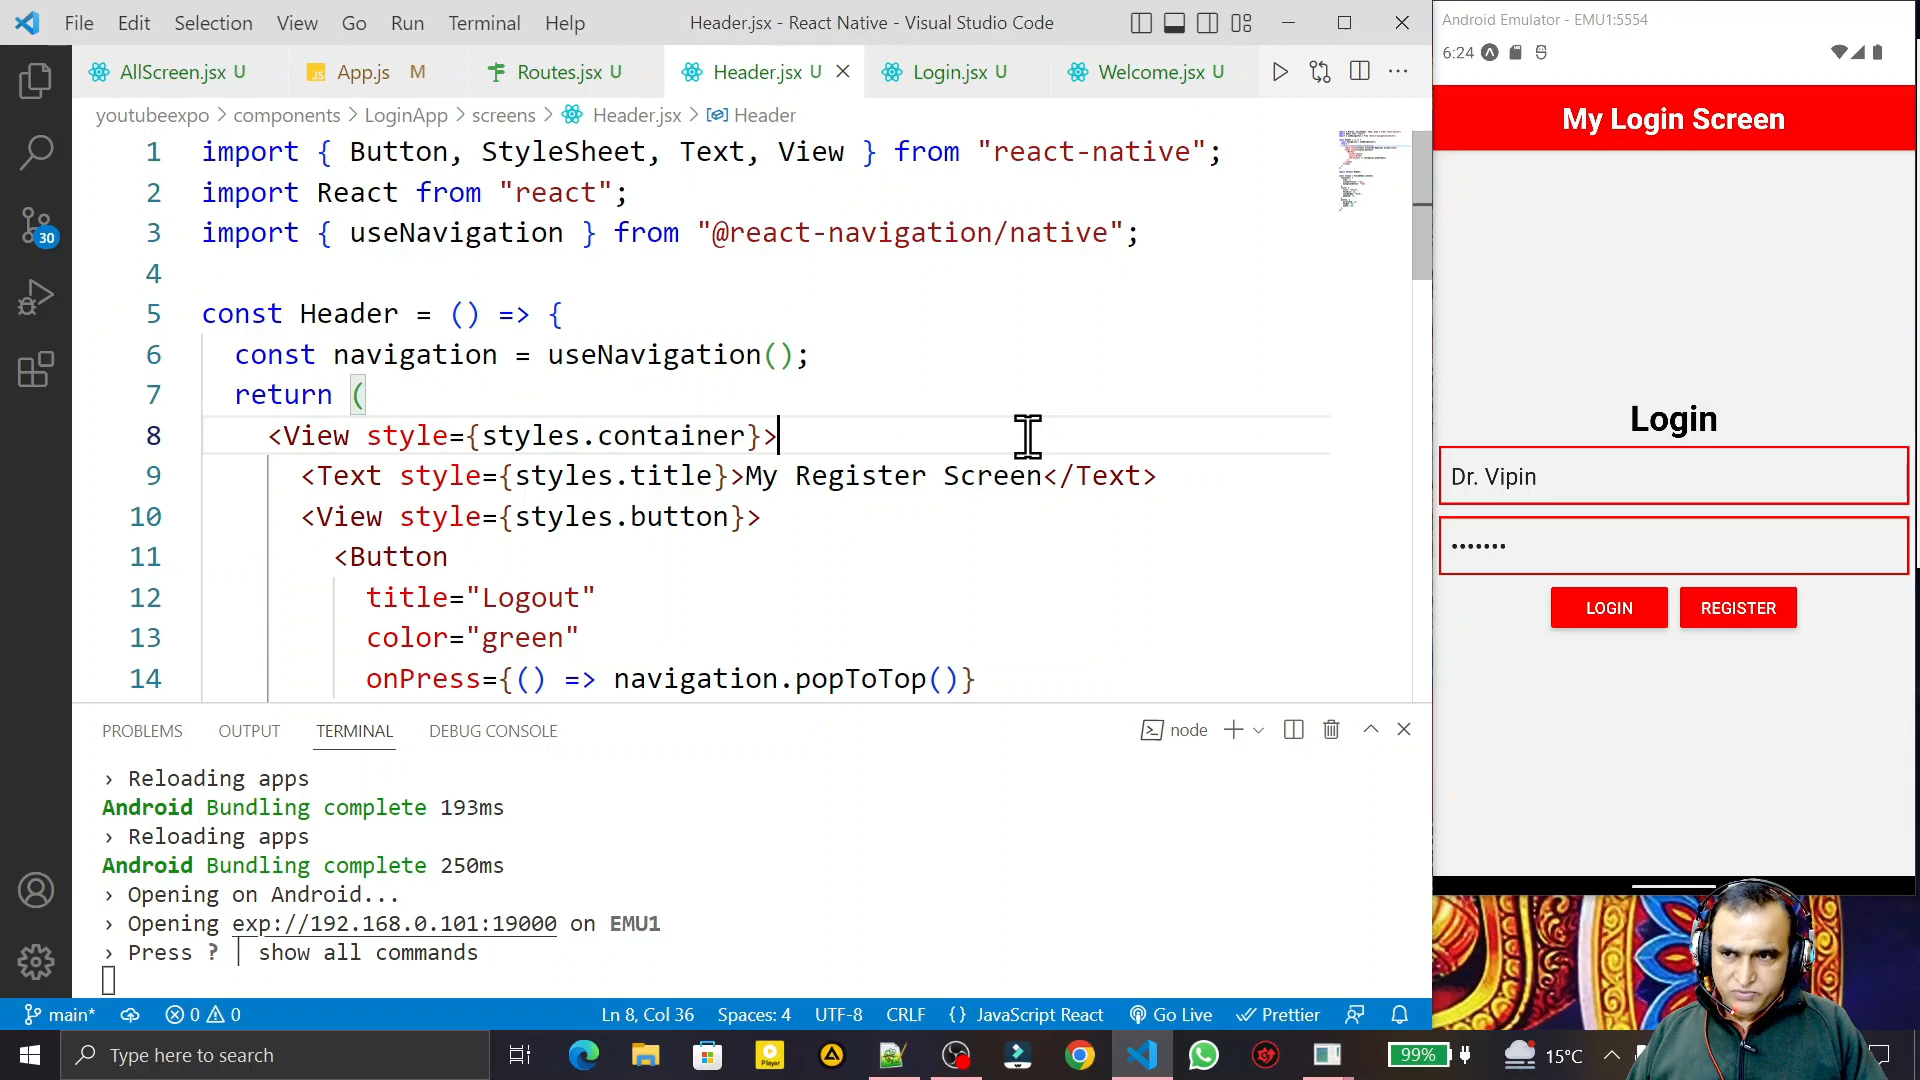 File Edit Selection View Go Run Terminal Help
Header.jsx - React Native - Visual Studio Code
AllScreen.jsx U
JS App.js M
Routes.jsx U
Header.jsx U
Login.jsx U
Welcome.jsx U
youtubeexpo > components > LoginApp > screens > Header.jsx > Header
1 import { Button, StyleSheet, Text, View } from "react-native";
2 import React from "react";
3 import { useNavigation } from "@react-navigation/native";
4
5 const Header = () => {
6 const navigation = useNavigation();
7 return (
8 <View style={styles.container}>
9 <Text style={styles.title}>My Register Screen</Text>
10 <View style={styles.button}>
11 <Button
12 title="Logout"
13 color="green"
14 onPress={() => navigation.popToTop()}
30
PROBLEMS OUTPUT TERMINAL DEBUG CONSOLE
node
› Reloading apps
Android Bundling complete 193ms
› Reloading apps
Android Bundling complete 250ms
› Opening on Android...
› Opening exp://192.168.0.101:19000 on EMU1
› Press ? │ show all commands
main* 0 0 Ln 8, Col 36 Spaces: 4 UTF-8 CRLF {} JavaScript React Go Live Prettier
Type here to search
Player
99%
15°C
Android Emulator - EMU1:5554
6:24
My Login Screen
Login
Dr. Vipin
•••••••
LOGIN REGISTER